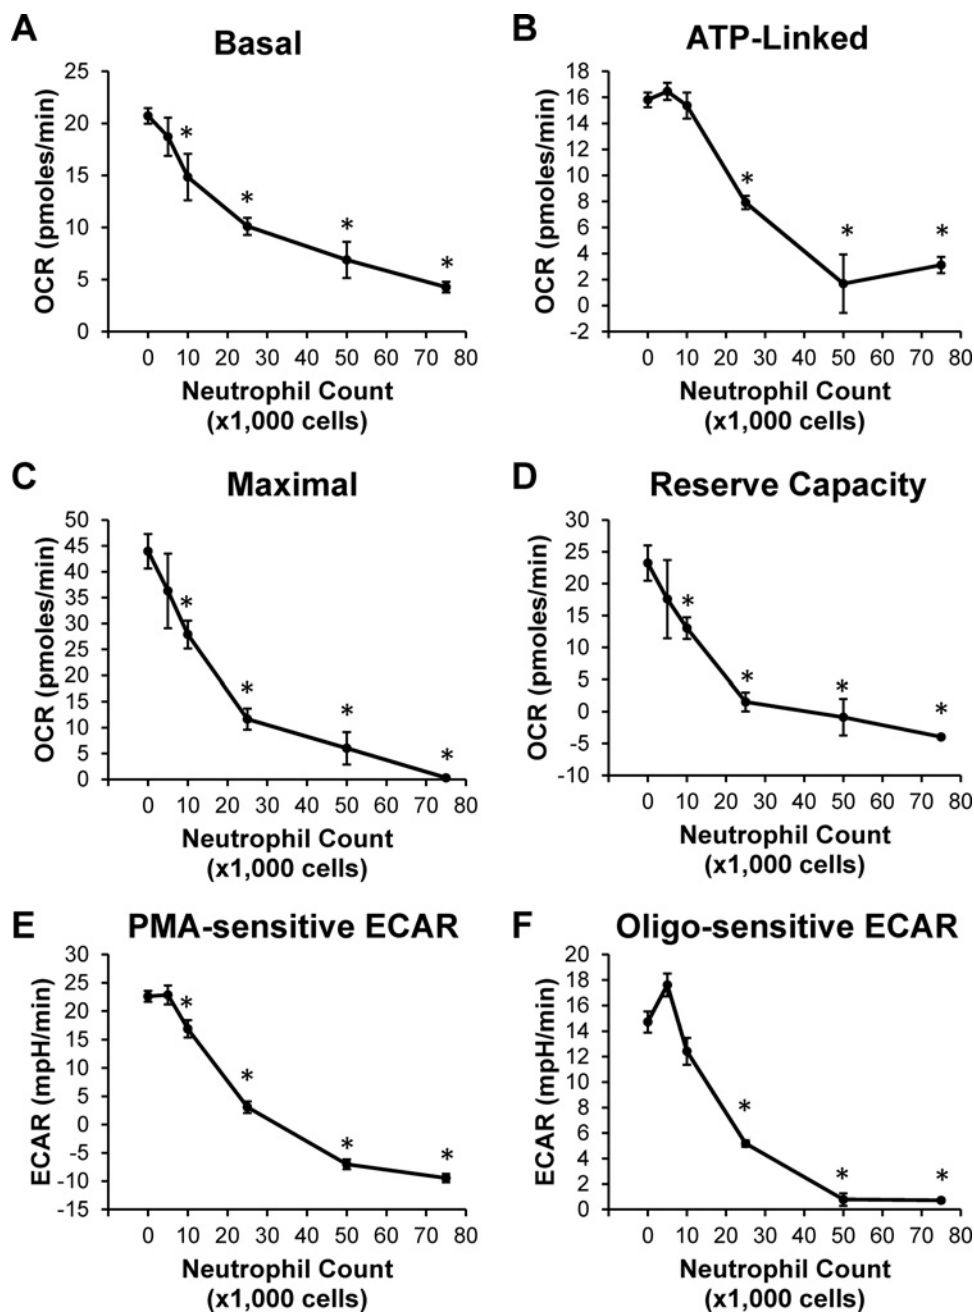 A
Basal
OCR (pmoles/min)
25
20
15
10
5
0
*
*
*
*
0 10 20 30 40 50 60 70 80
Neutrophil Count
(x1,000 cells)
B
ATP-Linked
OCR (pmoles/min)
18
16
14
12
10
8
6
4
2
0
-2
*
*
*
0 10 20 30 40 50 60 70 80
Neutrophil Count
(x1,000 cells)
C
Maximal
OCR (pmoles/min)
50
45
40
35
30
25
20
15
10
5
0
*
*
*
*
0 10 20 30 40 50 60 70 80
Neutrophil Count
(x1,000 cells)
D
Reserve Capacity
OCR (pmoles/min)
30
25
20
15
10
5
0
-5
-10
*
*
*
*
0 10 20 30 40 50 60 70 80
Neutrophil Count
(x1,000 cells)
E
PMA-sensitive ECAR
ECAR (mpH/min)
30
25
20
15
10
5
0
-5
-10
-15
*
*
*
*
0 10 20 30 40 50 60 70 80
Neutrophil Count
(x1,000 cells)
F
Oligo-sensitive ECAR
ECAR (mpH/min)
20
18
16
14
12
10
8
6
4
2
0
*
*
*
0 10 20 30 40 50 60 70 80
Neutrophil Count
(x1,000 cells)